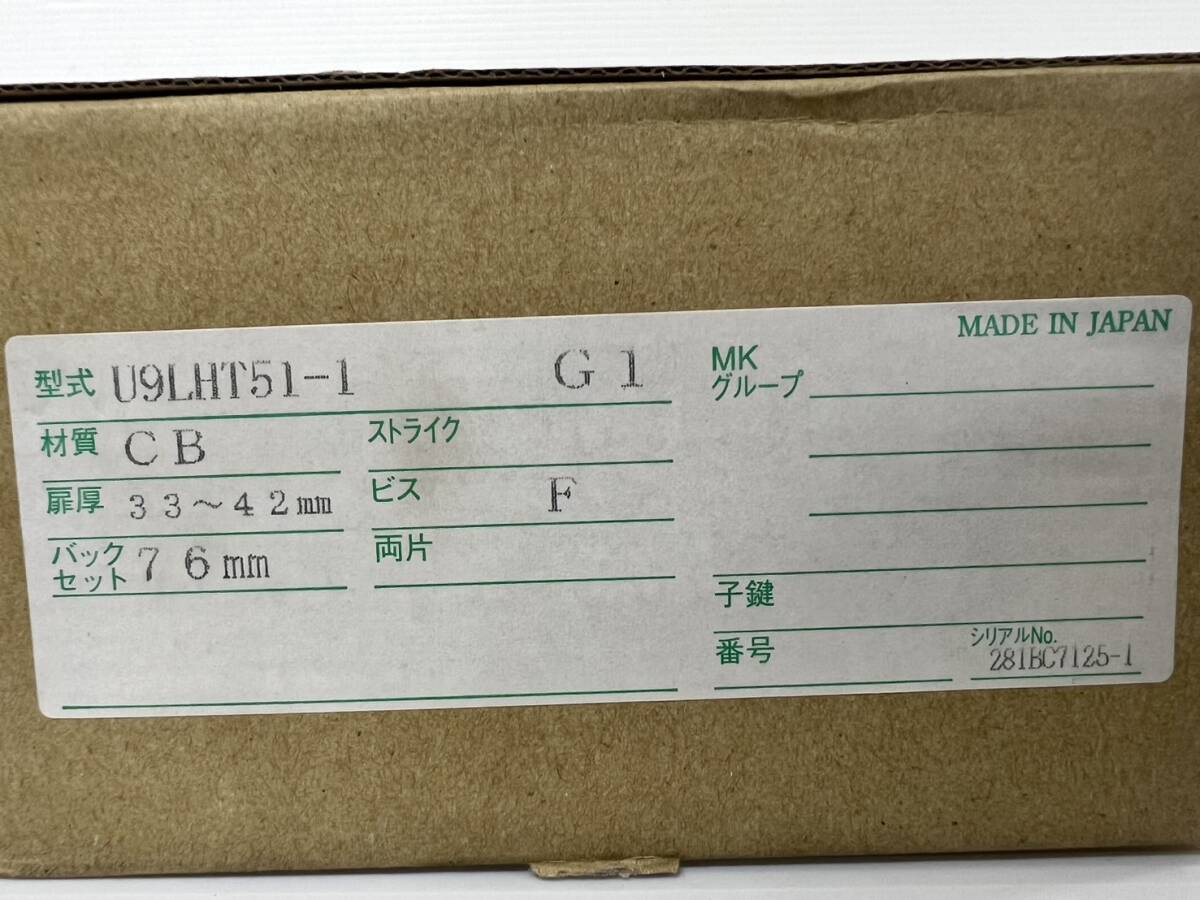 MADE IN JAPAN
型式 U9LHT51-1 G1
材質 CB
ストライク
扉厚 33～42mm
ビス F
バック
セット 76mm
両片
MK
グループ
子鍵
番号
シリアルNo.
281BC7125-1